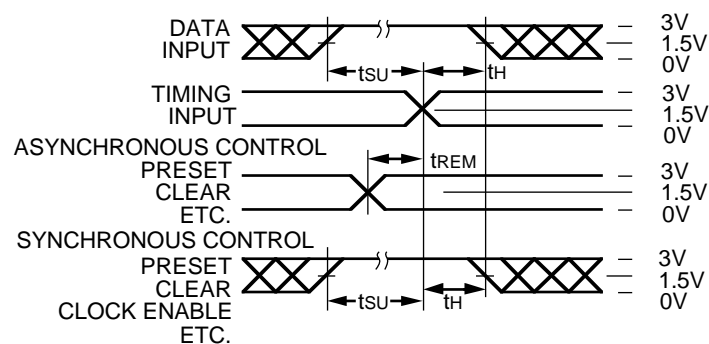 DATA
INPUT
3V
1.5V
0V
tSU
tH
TIMING
INPUT
3V
1.5V
0V
ASYNCHRONOUS CONTROL
tREM
PRESET
CLEAR
ETC.
3V
1.5V
0V
SYNCHRONOUS CONTROL
PRESET
CLEAR
CLOCK ENABLE
ETC.
3V
1.5V
0V
tSU
tH